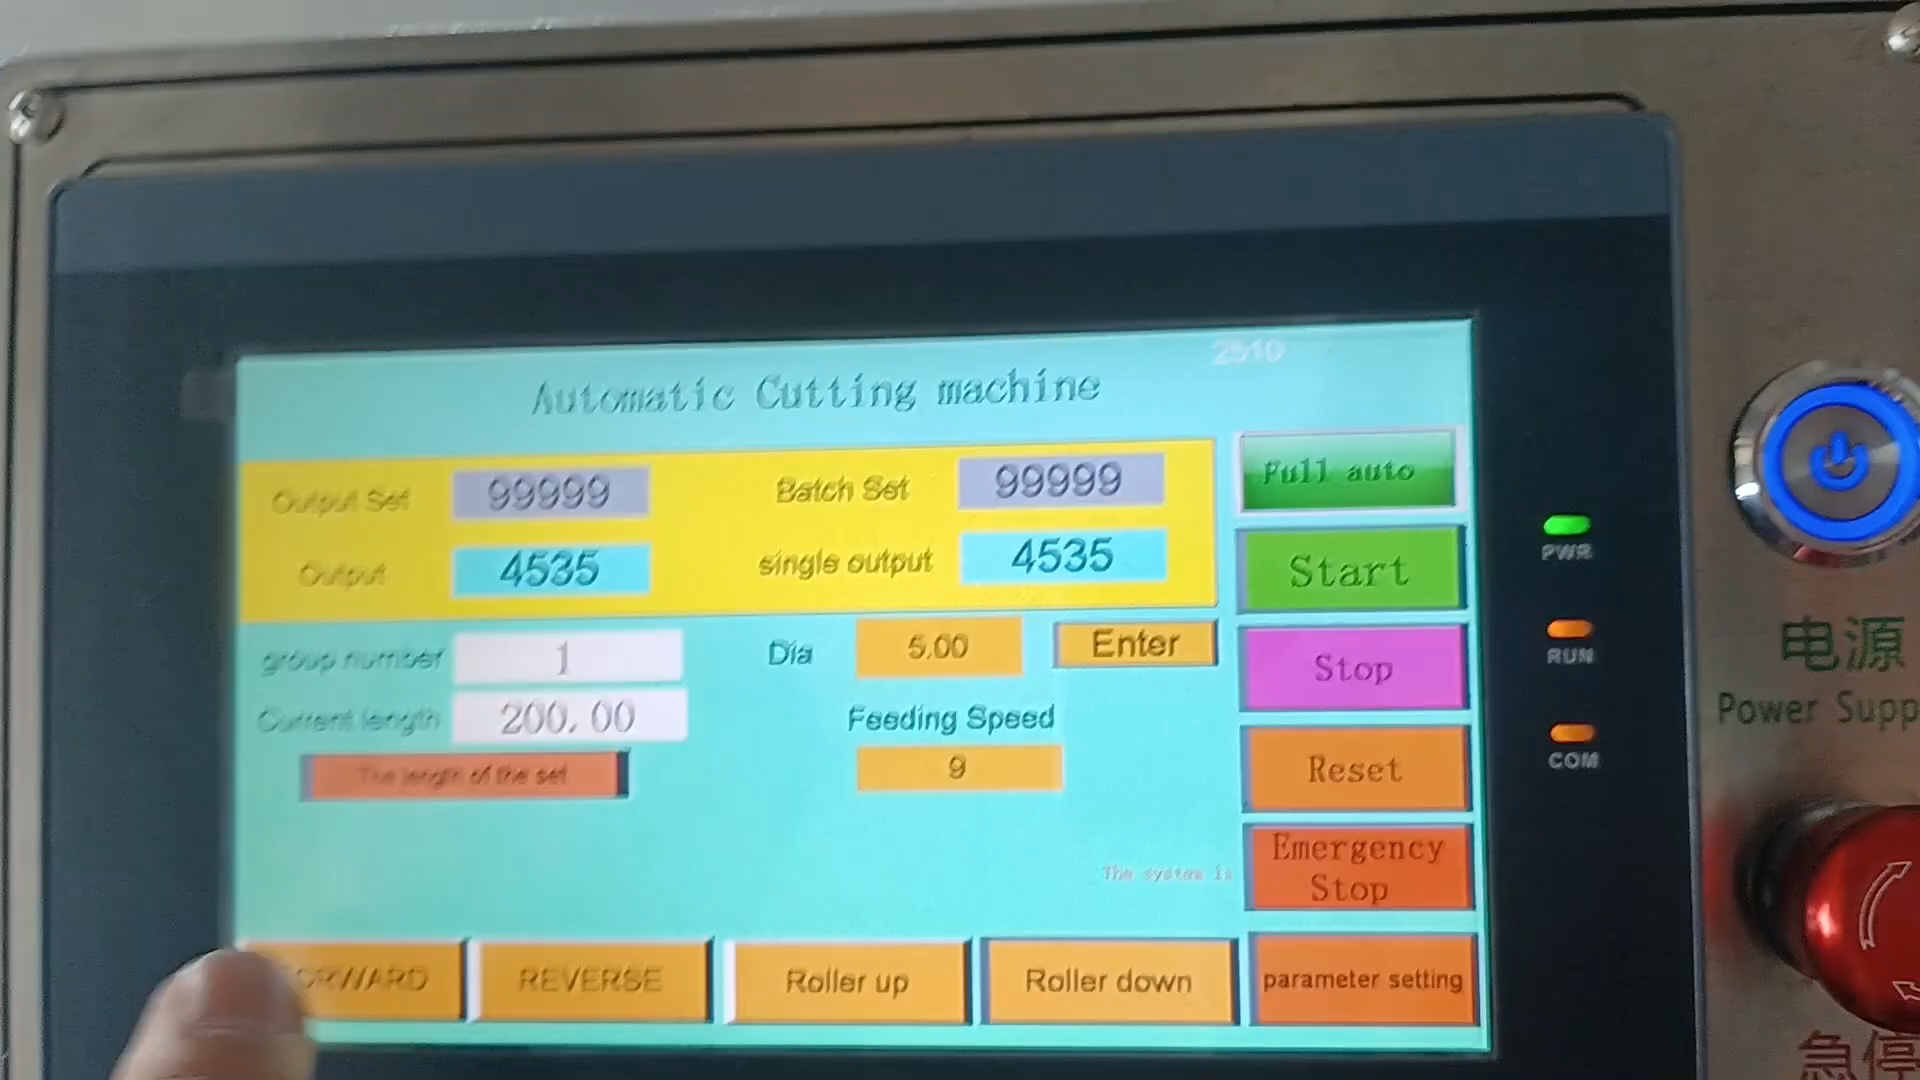 2510
Automatic Cutting machine
Output Set 99999 Batch Set 99999 Full auto
Output 4535 single output 4535 Start
group number 1 Dia 5.00 Enter Stop
Current length 200.00 Feeding Speed
The length of the set 9 Reset
The system is Emergency Stop
ORWARD REVERSE Roller up Roller down parameter setting
PWR
RUN
COM
电源
Power Supp
急停